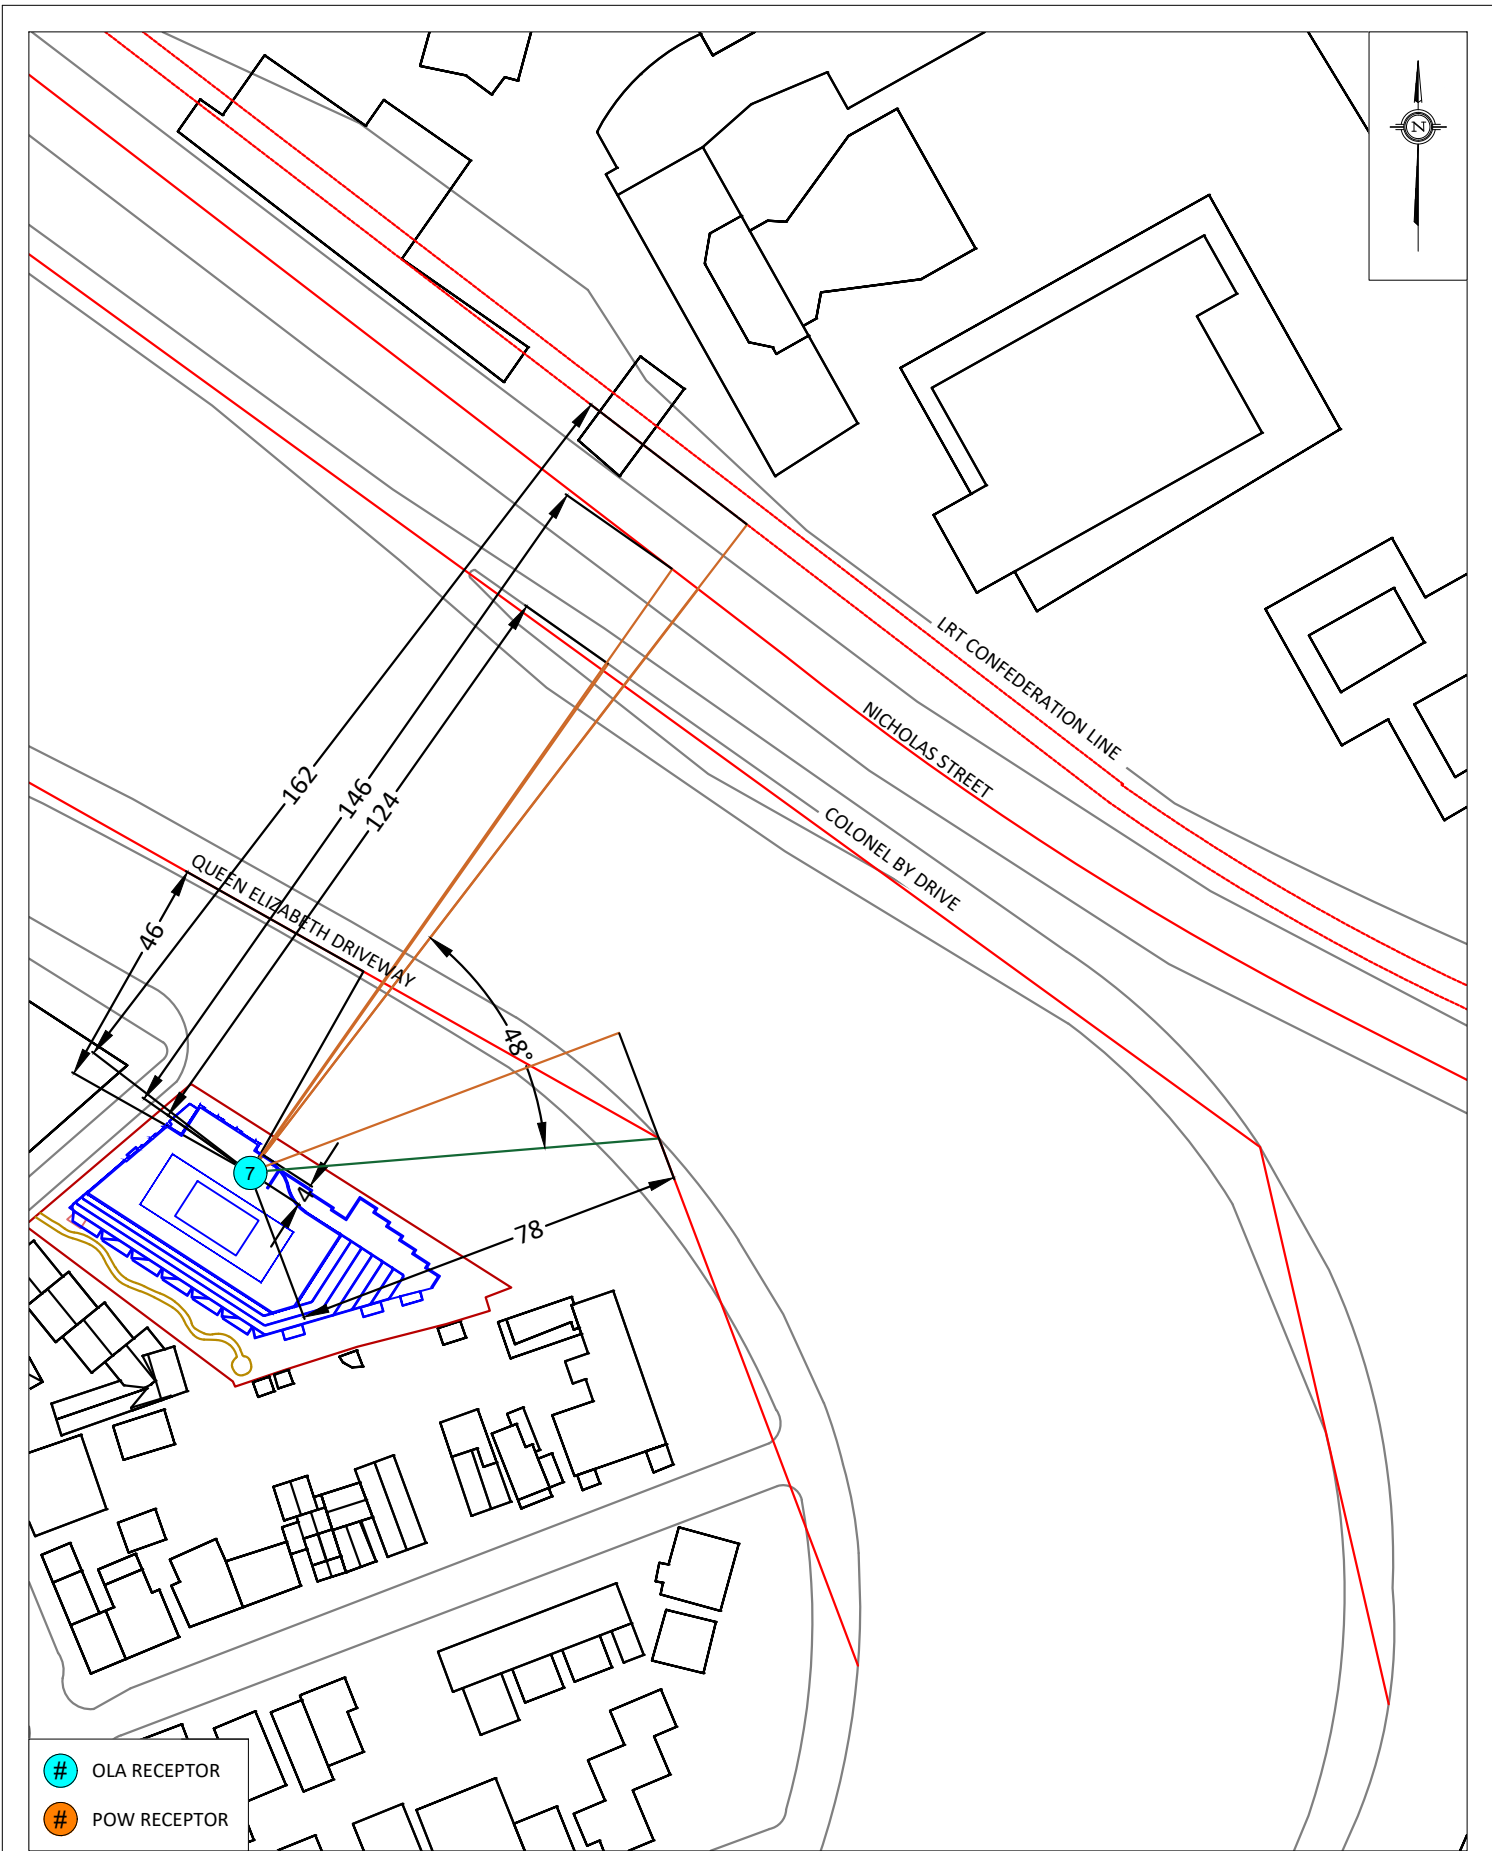 N
LRT CONFEDERATION LINE
NICHOLAS STREET
COLONEL BY DRIVE
162
146
124
QUEEN ELIZABETH DRIVEWAY
46
48°
7
4
78
# OLA RECEPTOR
# POW RECEPTOR